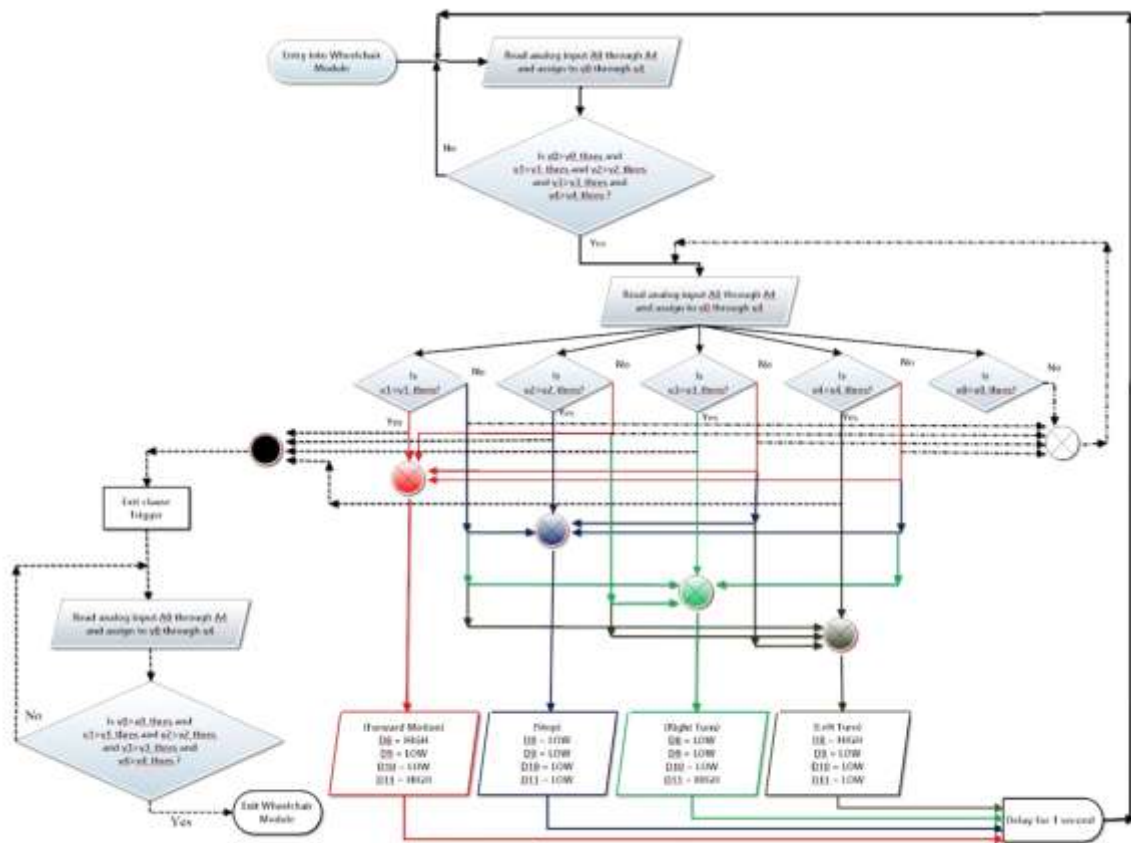 Entry into Wheelchair
Module
Read analog input A0 through A4
and assign to v0 through v4
No
Is v0>v0_thres and
v1>v1_thres and v2>v2_thres
and v3>v3_thres and
v4>v4_thres ?
Yes
Read analog input A0 through A4
and assign to v0 through v4
Is
v1>v1_thres?
No
Is
v2>v2_thres?
No
Is
v3>v3_thres?
No
Is
v4>v4_thres?
No
Is
v0>v0_thres?
No
Yes
Yes
Yes
Yes
Exit clause
Trigger
Read analog input A0 through A4
and assign to v0 through v4
No
Is v0>v0_thres and
v1>v1_thres and v2>v2_thres
and v3>v3_thres and
v4>v4_thres ?
Yes
Exit Wheelchair
Module
(Forward Motion)
D8 = HIGH
D9 = LOW
D10 = LOW
D11 = HIGH
(Stop)
D8 = LOW
D9 = LOW
D10 = LOW
D11 = LOW
(Right Turn)
D8 = LOW
D9 = LOW
D10 = LOW
D11 = HIGH
(Left Turn)
D8 = HIGH
D9 = LOW
D10 = LOW
D11 = LOW
Delay for 1 second